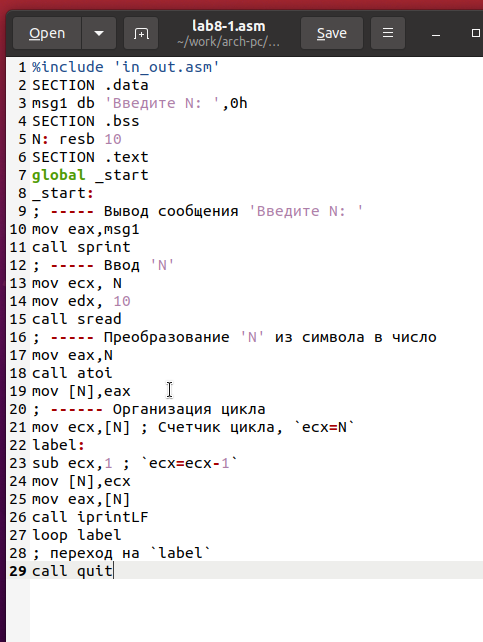 Open
lab8-1.asm
~/work/arch-pc/...
Save
1 %include 'in_out.asm'
2 SECTION .data
3 msg1 db 'Введите N: ',0h
4 SECTION .bss
5 N: resb 10
6 SECTION .text
7 global _start
8 _start:
9 ; ----- Вывод сообщения 'Введите N: '
10 mov eax,msg1
11 call sprint
12 ; ----- Ввод 'N'
13 mov ecx, N
14 mov edx, 10
15 call sread
16 ; ----- Преобразование 'N' из символа в число
17 mov eax,N
18 call atoi
19 mov [N],eax
20 ; ------ Организация цикла
21 mov ecx,[N] ; Счетчик цикла, `ecx=N`
22 label:
23 sub ecx,1 ; `ecx=ecx-1`
24 mov [N],ecx
25 mov eax,[N]
26 call iprintLF
27 loop label
28 ; переход на `label`
29 call quit